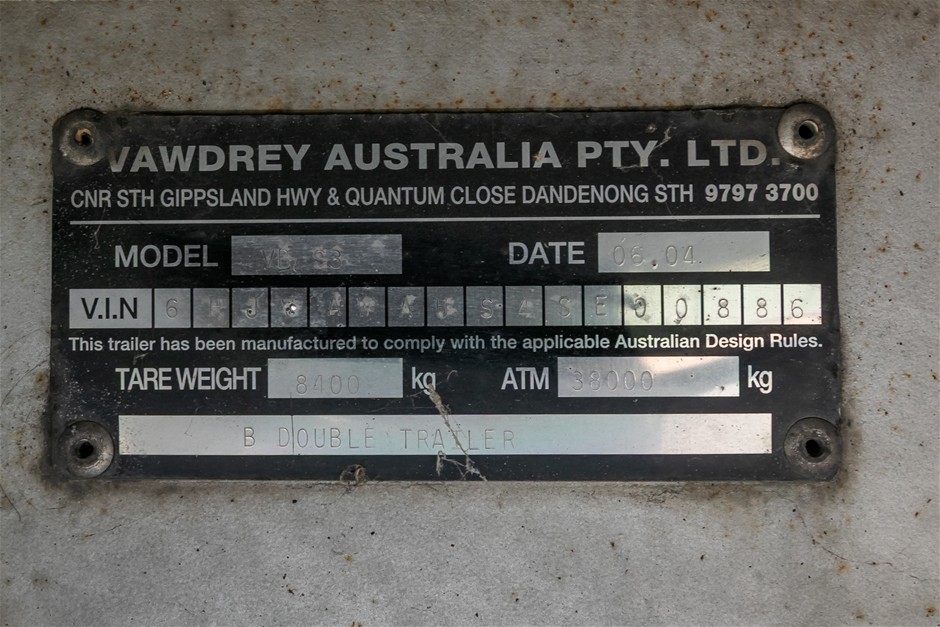 VAWDREY AUSTRALIA PTY. LTD.
CNR STH GIPPSLAND HWY & QUANTUM CLOSE DANDENONG STH 9797 3700
MODEL DATE 06.04
V.I.N
This trailer has been manufactured to comply with the applicable Australian Design Rules.
TARE WEIGHT 8400 kg ATM 38000 kg
B DOUBLE TRAILER